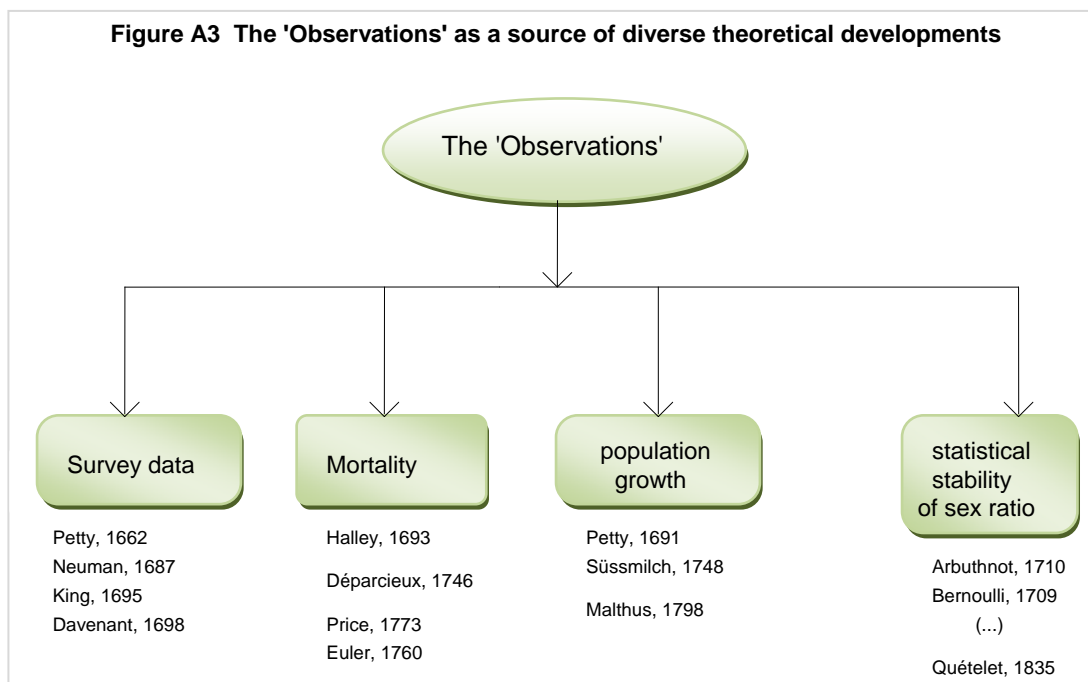 Figure A3  The 'Observations' as a source of diverse theoretical developments
The 'Observations'
Survey data
Petty, 1662
Neuman, 1687
King, 1695
Davenant, 1698
Mortality
Halley, 1693
Déparcieux, 1746
Price, 1773
Euler, 1760
population
growth
Petty, 1691
Süssmilch, 1748
Malthus, 1798
statistical
stability
of sex ratio
Arbuthnot, 1710
Bernoulli, 1709
(...)
Quételet, 1835